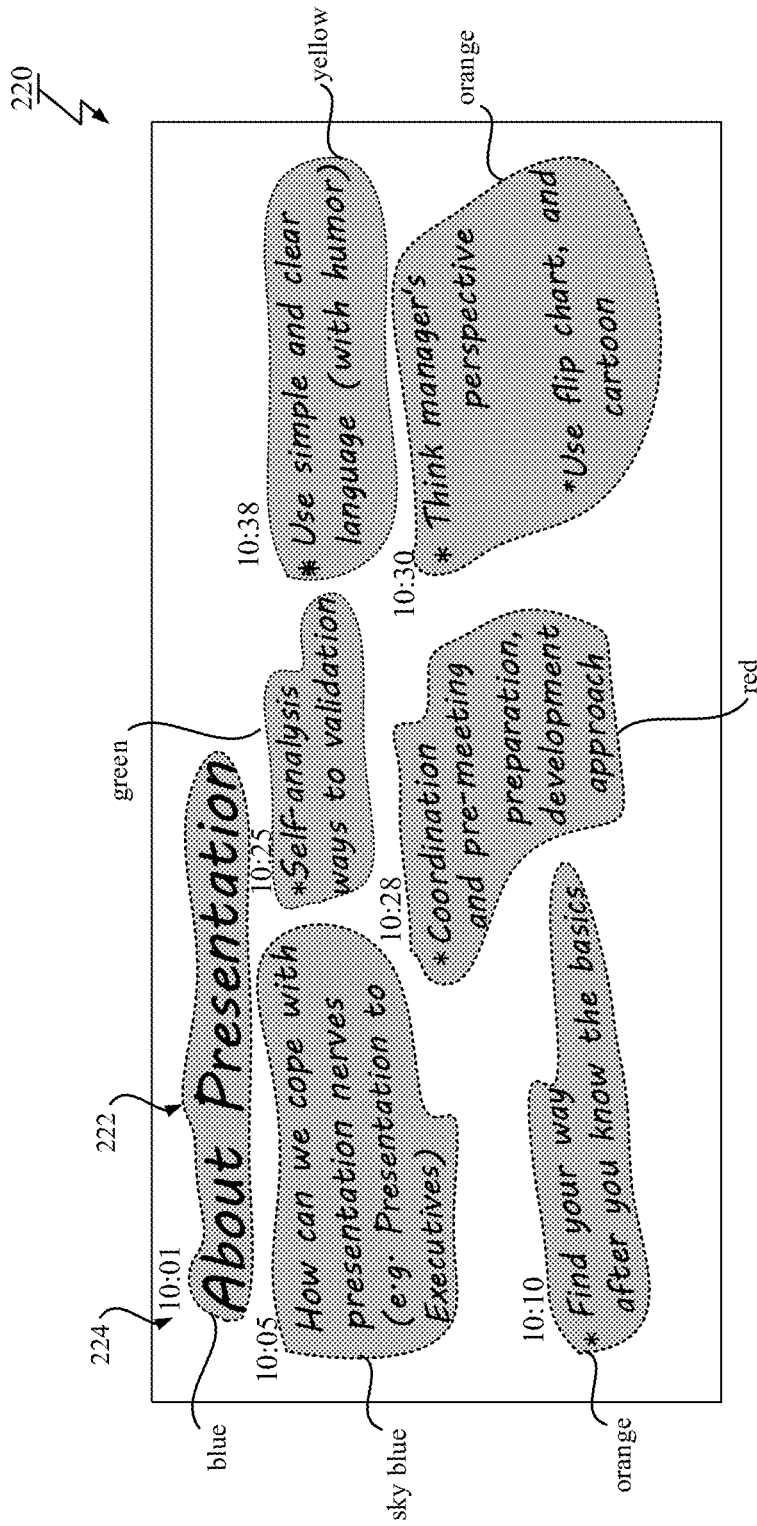 220
224
222
green
blue
sky blue
orange
red
yellow
orange
10:01
About Presentation
10:05
How can we cope with
presentation nerves
(e.g. Presentation to
Executives)
10:10
* Find your way
after you know the basics.
10:25
*Self-analysis
ways to validation
10:28
*Coordination
and pre-meeting
preparation,
development
approach
10:38
* Use simple and clear
language (with humor)
10:30
* Think manager's
perspective
*Use flip chart, and
cartoon